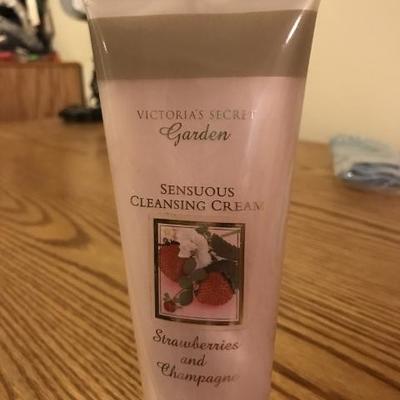 VICTORIA'S SECRET
Garden
SENSUOUS
CLEANSING CREAM
Strawberries
and
Champagne